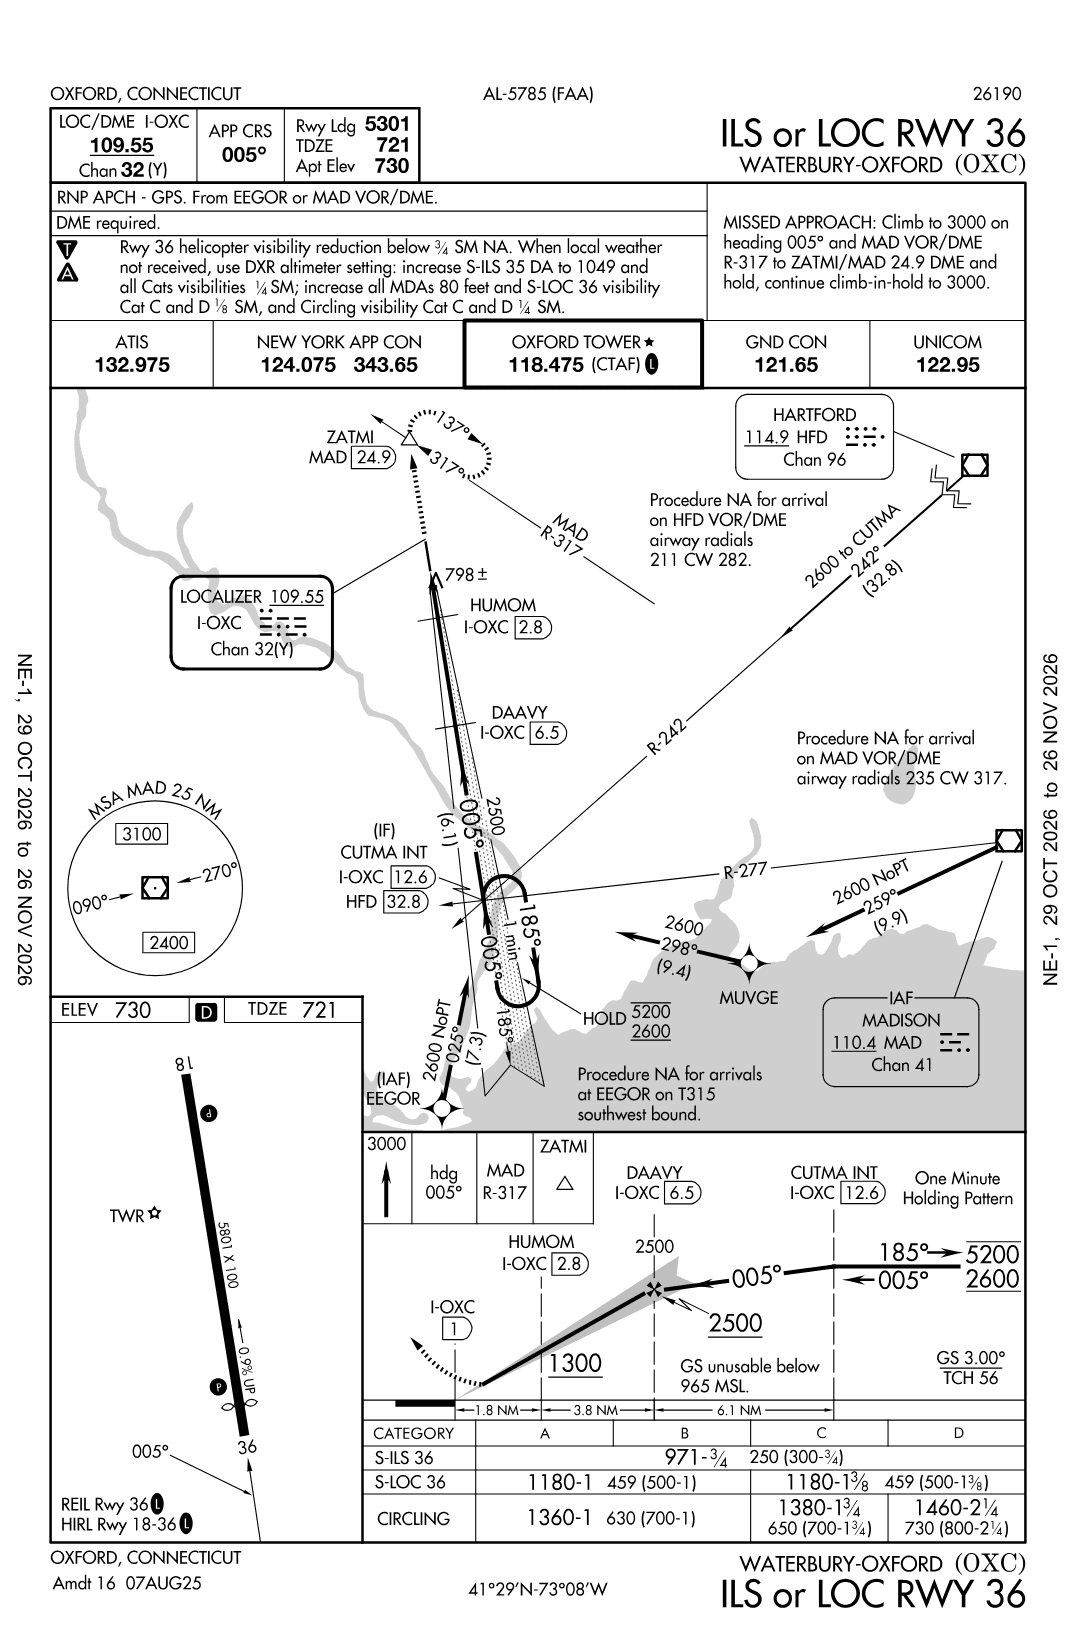 OXFORD, CONNECTICUT
AL-5785 (FAA)
26190
LOC/DME I-OXC
109.55
Chan 32 (Y)
APP CRS
005°
Rwy Ldg 5301
TDZE 721
Apt Elev 730
ILS or LOC RWY 36
WATERBURY-OXFORD (OXC)
RNP APCH - GPS. From EEGOR or MAD VOR/DME.
DME required.
T
A
Rwy 36 helicopter visibility reduction below ¾ SM NA. When local weather
not received, use DXR altimeter setting: increase S-ILS 35 DA to 1049 and
all Cats visibilities ¼ SM; increase all MDAs 80 feet and S-LOC 36 visibility
Cat C and D ⅛ SM, and Circling visibility Cat C and D ¼ SM.
MISSED APPROACH: Climb to 3000 on
heading 005° and MAD VOR/DME
R-317 to ZATMI/MAD 24.9 DME and
hold, continue climb-in-hold to 3000.
ATIS
132.975
NEW YORK APP CON
124.075 343.65
OXFORD TOWER★
118.475 (CTAF) L
GND CON
121.65
UNICOM
122.95
ZATMI
MAD 24.9
137°
317°
MAD
R-317
HARTFORD
114.9 HFD
Chan 96
Procedure NA for arrival
on HFD VOR/DME
airway radials
211 CW 282.
2600 to CUTMA
242°
(32.8)
LOCALIZER 109.55
I-OXC
Chan 32(Y)
798 ±
HUMOM
I-OXC 2.8
DAAVY
I-OXC 6.5
R-242
Procedure NA for arrival
on MAD VOR/DME
airway radials 235 CW 317.
MSA MAD 25 NM
3100
270°
090°
2400
2500
005°
(6.1)
(IF)
CUTMA INT
I-OXC 12.6
HFD 32.8
R-277
2600 NoPT
259°
(9.9)
185°
1 min
005°
185°
2600
298°
(9.4)
MUVGE
HOLD 5200
2600
IAF
MADISON
110.4 MAD
Chan 41
2600 NoPT
025°
(7.3)
(IAF)
EEGOR
Procedure NA for arrivals
at EEGOR on T315
southwest bound.
NE-1, 29 OCT 2026 to 26 NOV 2026
NE-1, 29 OCT 2026 to 26 NOV 2026
ELEV 730
D
TDZE 721
18
P
TWR
5801 X 100
0.9% UP
P
36
005°
REIL Rwy 36 L
HIRL Rwy 18-36 L
3000
hdg
005°
MAD
R-317
ZATMI
DAAVY
I-OXC 6.5
CUTMA INT
I-OXC 12.6
One Minute
Holding Pattern
HUMOM
I-OXC 2.8
2500
185° 5200
005° 2600
005°
2500
I-OXC
1
1300
GS unusable below
965 MSL.
GS 3.00°
TCH 56
1.8 NM
3.8 NM
6.1 NM
CATEGORY A B C D
S-ILS 36 971-¾ 250 (300-¾)
S-LOC 36 1180-1 459 (500-1) 1180-1⅜ 459 (500-1⅜)
CIRCLING 1360-1 630 (700-1) 1380-1¾ 650 (700-1¾) 1460-2¼ 730 (800-2¼)
OXFORD, CONNECTICUT
Amdt 16 07AUG25
41°29'N-73°08'W
WATERBURY-OXFORD (OXC)
ILS or LOC RWY 36